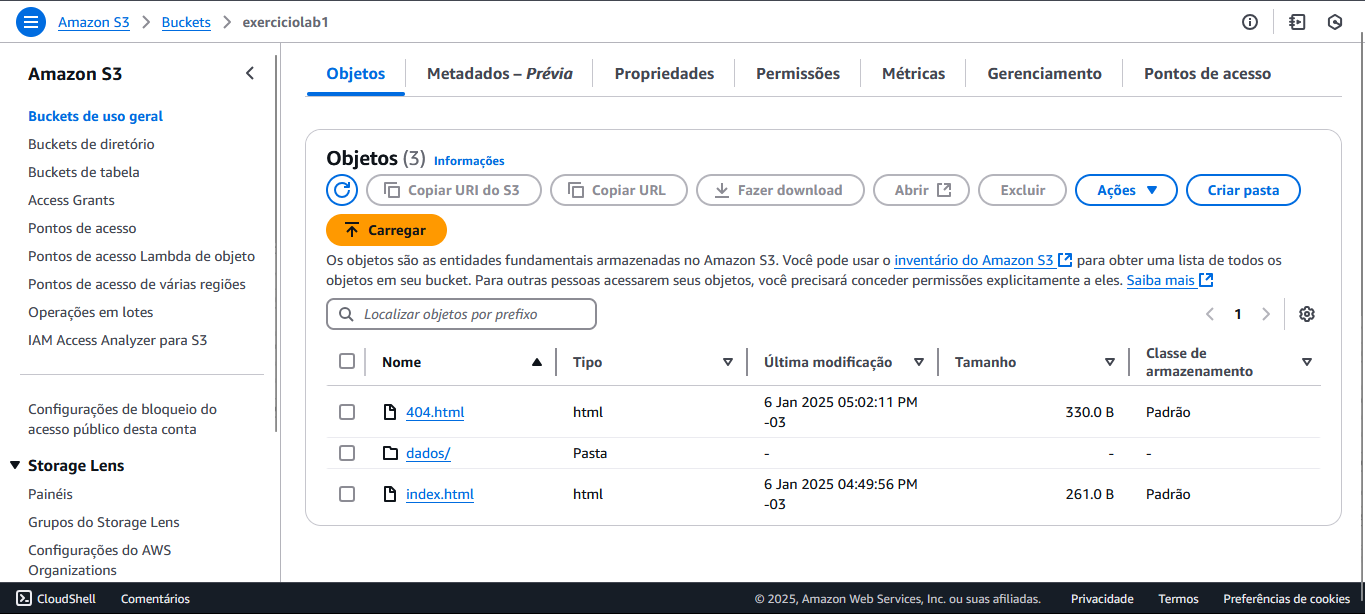 Amazon S3 > Buckets > exerciciolab1
Amazon S3
Buckets de uso geral
Buckets de diretório
Buckets de tabela
Access Grants
Pontos de acesso
Pontos de acesso Lambda de objeto
Pontos de acesso de várias regiões
Operações em lotes
IAM Access Analyzer para S3
Configurações de bloqueio do
acesso público desta conta
Storage Lens
Painéis
Grupos do Storage Lens
Configurações do AWS
Organizations
Objetos Metadados – Prévia Propriedades Permissões Métricas Gerenciamento Pontos de acesso
Objetos (3) Informações
Copiar URI do S3 Copiar URL Fazer download Abrir Excluir Ações Criar pasta
Carregar
Os objetos são as entidades fundamentais armazenadas no Amazon S3. Você pode usar o inventário do Amazon S3 para obter uma lista de todos os
objetos em seu bucket. Para outras pessoas acessarem seus objetos, você precisará conceder permissões explicitamente a eles. Saiba mais
Localizar objetos por prefixo
1
Nome Tipo Última modificação Tamanho Classe de
armazenamento
404.html html 6 Jan 2025 05:02:11 PM
-03 330.0 B Padrão
dados/ Pasta - - -
index.html html 6 Jan 2025 04:49:56 PM
-03 261.0 B Padrão
CloudShell Comentários © 2025, Amazon Web Services, Inc. ou suas afiliadas. Privacidade Termos Preferências de cookies